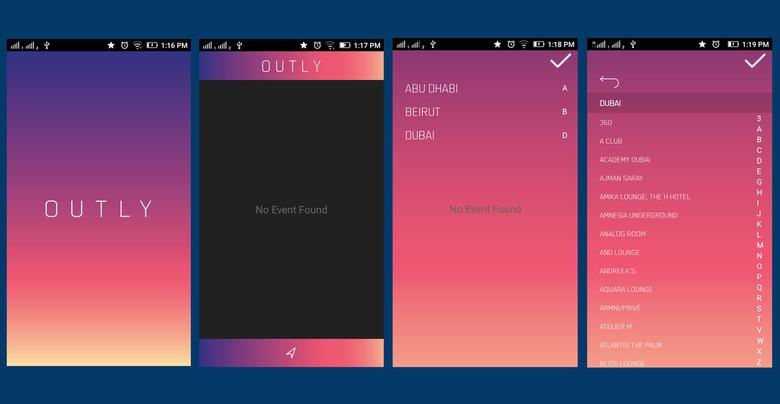 1:16 PM
OUTLY
1:17 PM
OUTLY
No Event Found
1:18 PM
ABU DHABI A
BEIRUT B
DUBAI D
No Event Found
1:19 PM
DUBAI
360
A CLUB
ACADEMY DUBAI
AJMAN SARAY
AMIKA LOUNGE, THE H HOTEL
AMNESIA UNDERGROUND
ANALOG ROOM
AND LOUNGE
ANDREEA'S
AQUARA LOUNGE
ARMNI/PRIVÉ
ATELIER M
ATLANTIS THE PALM
BLISS LOUNGE
3
A
B
C
D
E
G
H
I
J
K
L
M
N
O
P
Q
R
S
T
V
W
X
Z